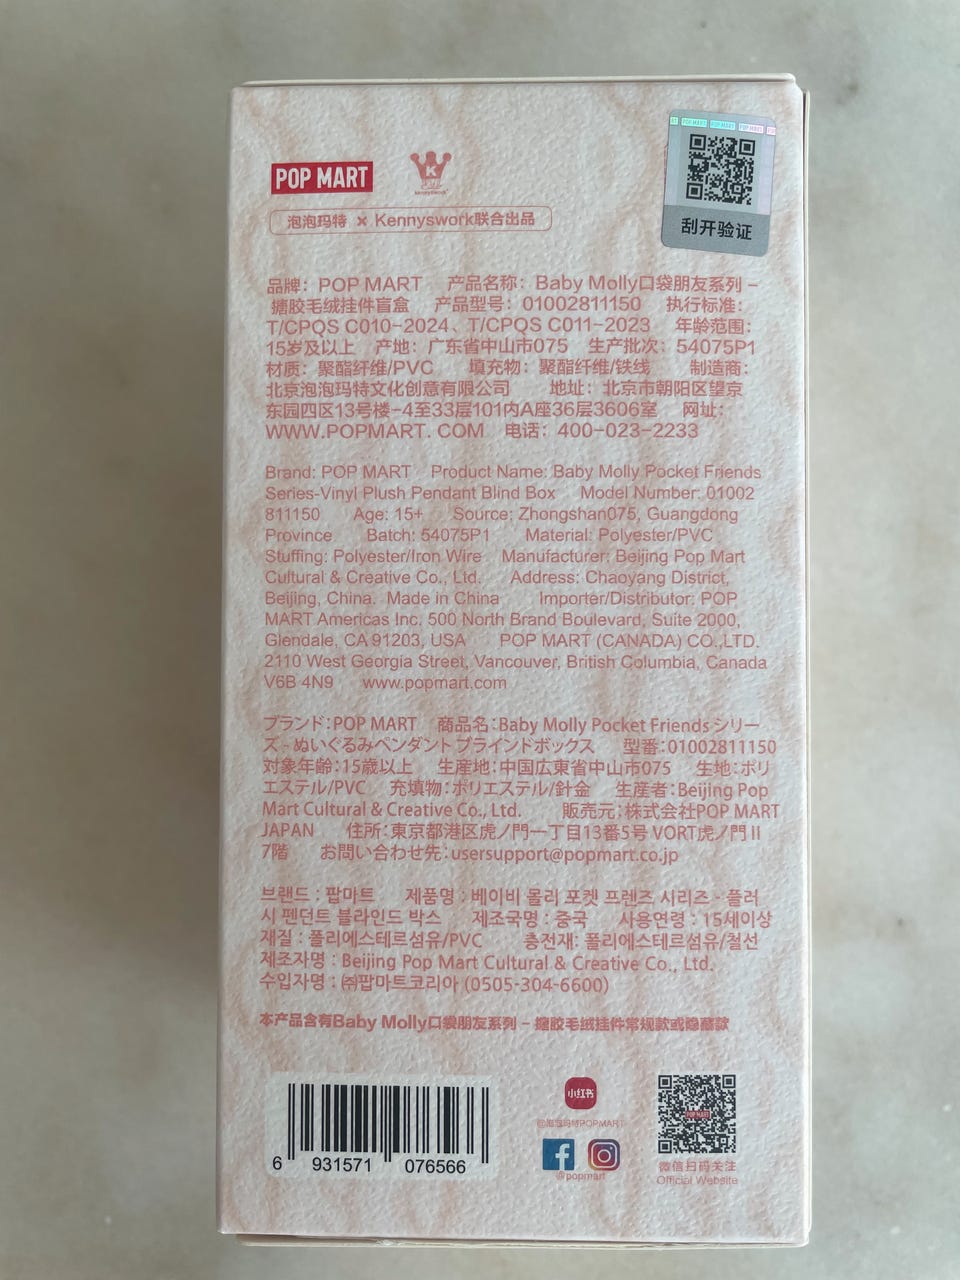 POP MART
K
kennyswork
POP MART POP MART POP MART
刮开验证
泡泡玛特 × Kennyswork联合出品
品牌：POP MART 产品名称：Baby Molly口袋朋友系列－
搪胶毛绒挂件盲盒 产品型号：01002811150 执行标准：
T/CPQS C010-2024、T/CPQS C011-2023 年龄范围：
15岁及以上 产地：广东省中山市075 生产批次：54075P1
材质：聚酯纤维/PVC 填充物：聚酯纤维/铁线 制造商：
北京泡泡玛特文化创意有限公司 地址：北京市朝阳区望京
东园四区13号楼-4至33层101内A座36层3606室 网址：
WWW.POPMART. COM 电话：400-023-2233
Brand: POP MART Product Name: Baby Molly Pocket Friends
Series-Vinyl Plush Pendant Blind Box Model Number: 01002
811150 Age: 15+ Source: Zhongshan075, Guangdong
Province Batch: 54075P1 Material: Polyester/PVC
Stuffing: Polyester/Iron Wire Manufacturer: Beijing Pop Mart
Cultural & Creative Co., Ltd. Address: Chaoyang District,
Beijing, China. Made in China Importer/Distributor: POP
MART Americas Inc. 500 North Brand Boulevard, Suite 2000,
Glendale, CA 91203, USA POP MART (CANADA) CO.,LTD.
2110 West Georgia Street, Vancouver, British Columbia, Canada
V6B 4N9 www.popmart.com
ブランド：POP MART 商品名：Baby Molly Pocket Friends シリー
ズ - ぬいぐるみペンダント ブラインドボックス 型番：01002811150
対象年齢：15歳以上 生産地：中国広東省中山市075 生地：ポリ
エステル/PVC 充填物：ポリエステル/針金 生産者：Beijing Pop
Mart Cultural & Creative Co., Ltd. 販売元：株式会社POP MART
JAPAN 住所：東京都港区虎ノ門一丁目13番5号 VORT虎ノ門 II
7階 お問い合わせ先：usersupport@popmart.co.jp
브랜드 : 팝마트 제품명 : 베이비 몰리 포켓 프렌즈 시리즈 - 플러
시 펜던트 블라인드 박스 제조국명 : 중국 사용연령 : 15세이상
재질 : 폴리에스테르섬유/PVC 충전재: 폴리에스테르섬유/철선
제조자명 : Beijing Pop Mart Cultural & Creative Co., Ltd.
수입자명 : ㈜팝마트코리아 (0505-304-6600)
本产品含有Baby Molly口袋朋友系列－搪胶毛绒挂件常规款或隐藏款
小红书
@泡泡玛特POPMART
@popmart
POP MART
微信扫码关注
Official Website
6 931571 076566